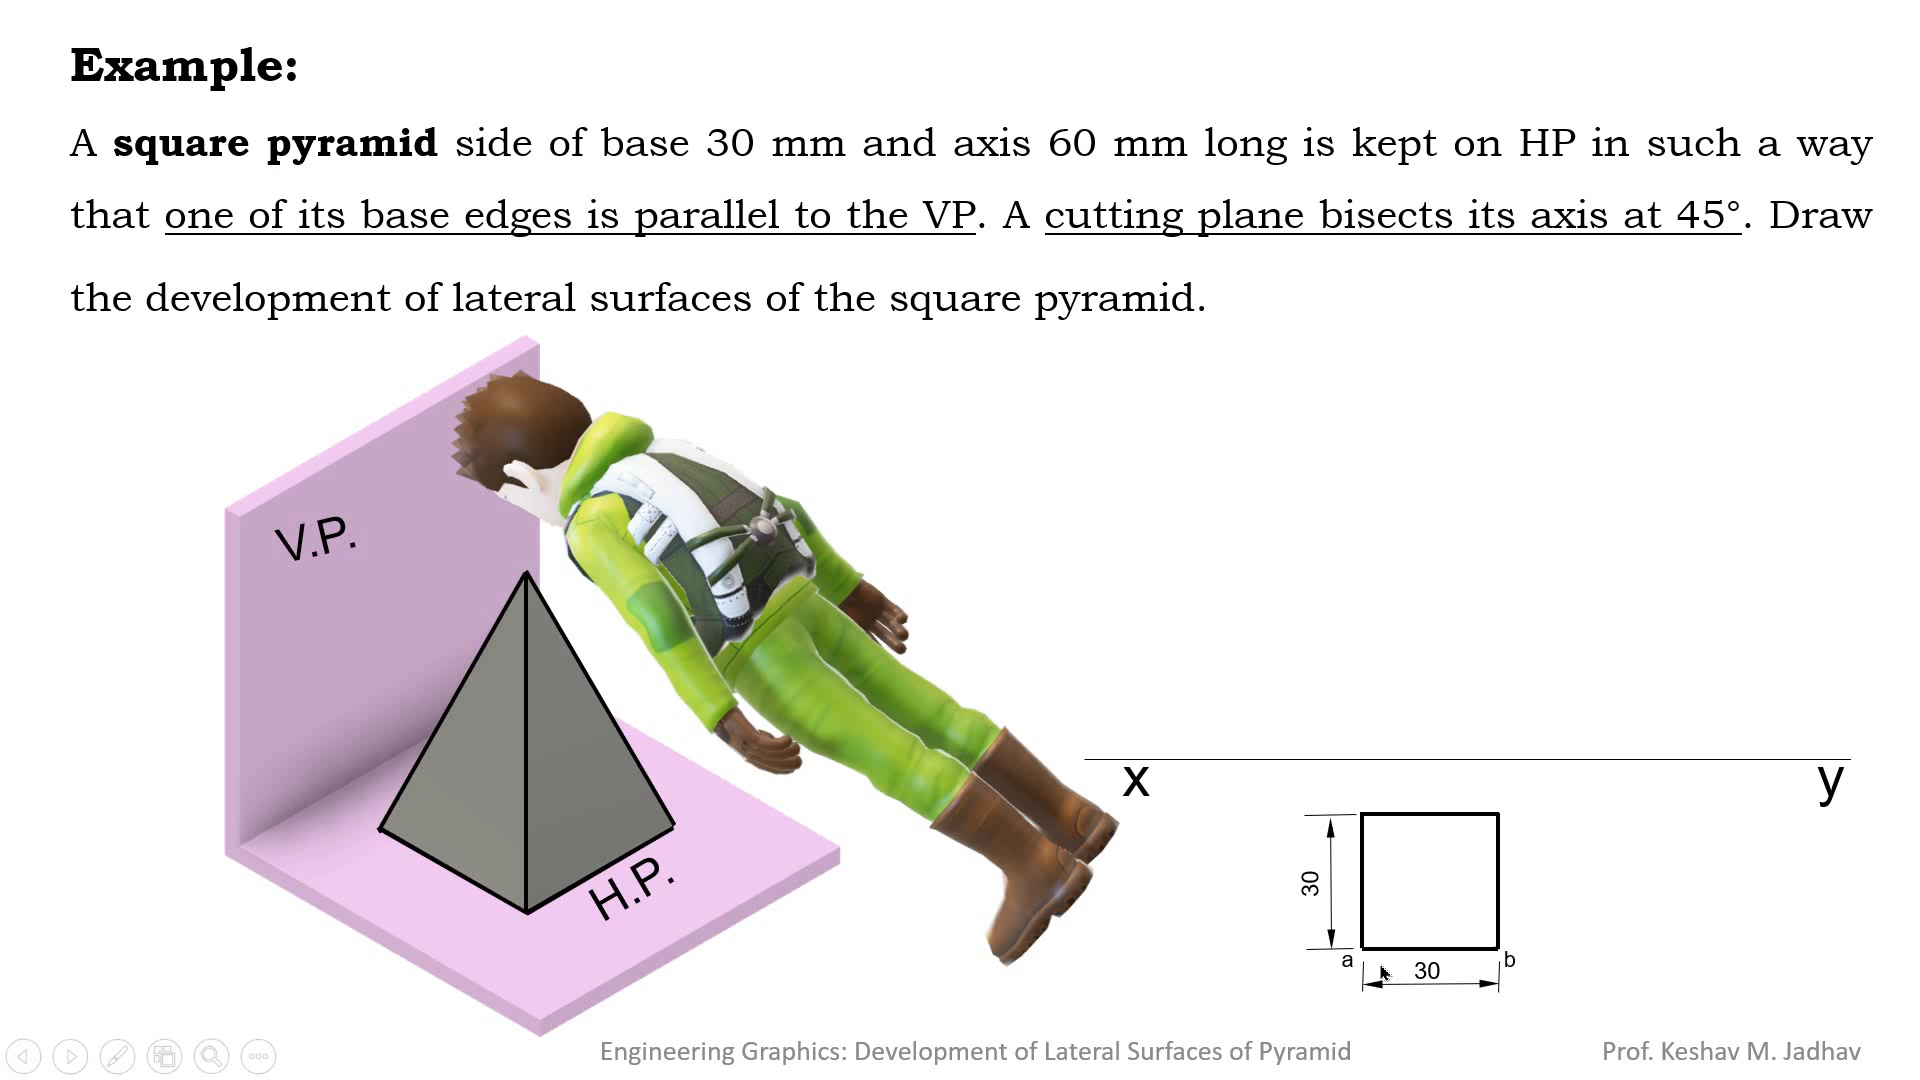 Example:
A square pyramid side of base 30 mm and axis 60 mm long is kept on HP in such a way
that one of its base edges is parallel to the VP. A cutting plane bisects its axis at 45°. Draw
the development of lateral surfaces of the square pyramid.
V.P.
H.P.
x
y
30
a
30
b
Engineering Graphics: Development of Lateral Surfaces of Pyramid
Prof. Keshav M. Jadhav